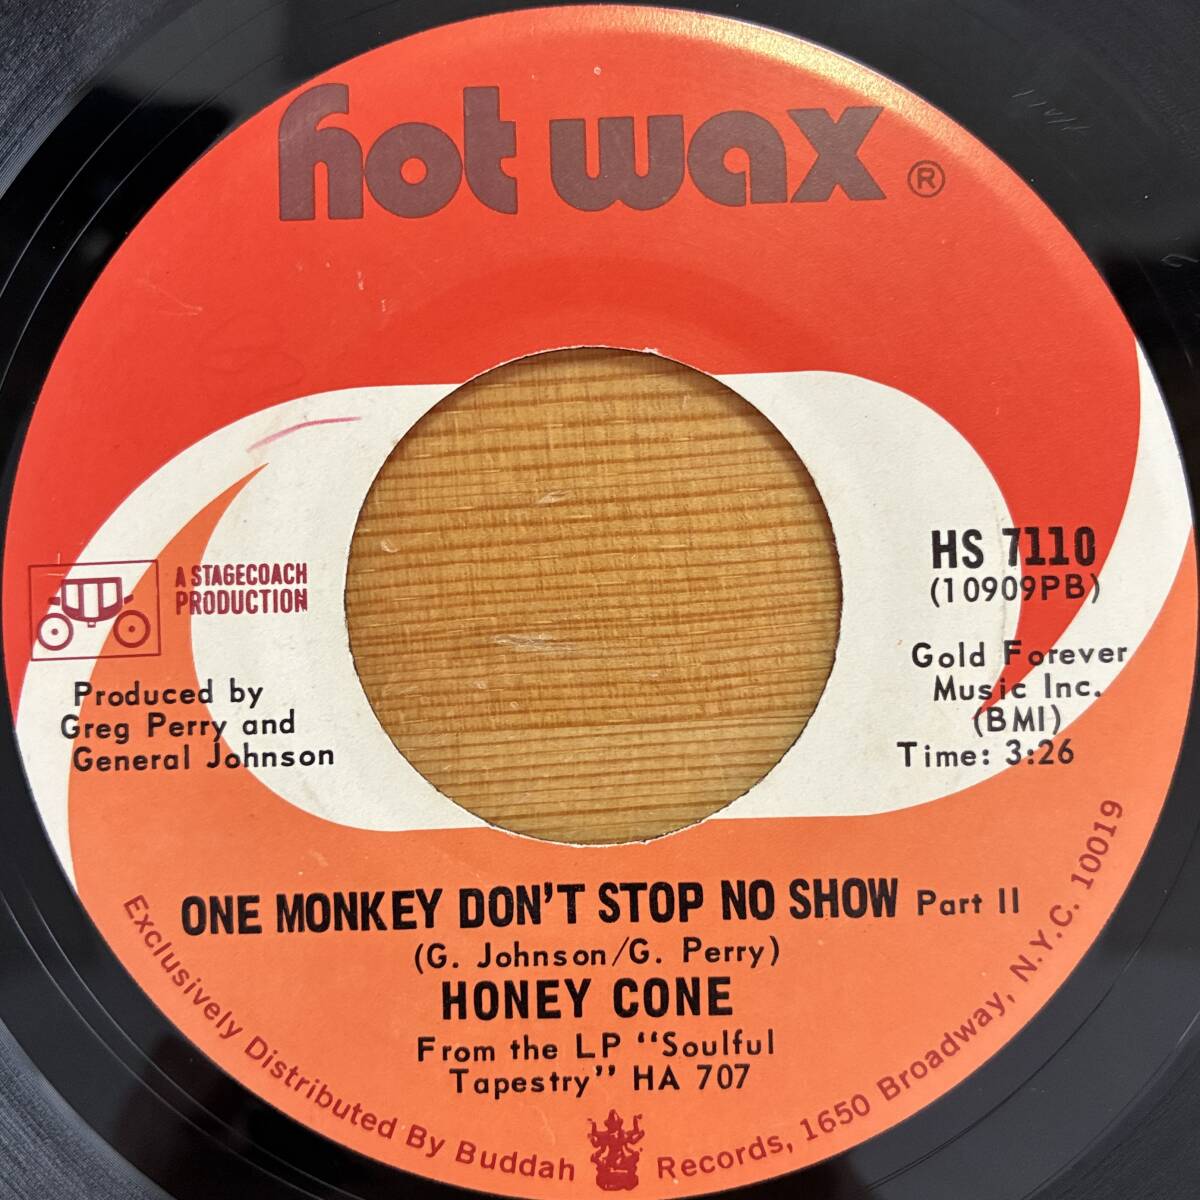 hot wax ®
HS 7110
(10909PB)
A STAGECOACH
PRODUCTION
Gold Forever
Music Inc.
(BMI)
Time: 3:26
Produced by
Greg Perry and
General Johnson
ONE MONKEY DON'T STOP NO SHOW Part II
(G. Johnson/G. Perry)
HONEY CONE
From the LP "Soulful
Tapestry" HA 707
Exclusively Distributed By Buddah Records, 1650 Broadway, N.Y.C. 10019